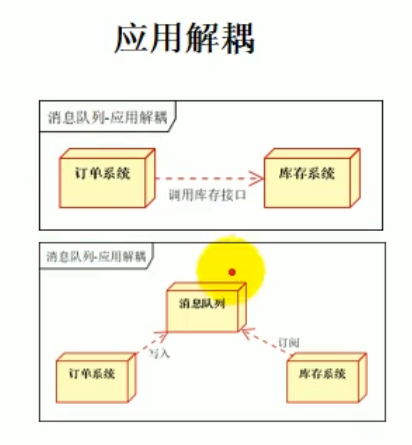 应用解耦
消息队列-应用解耦
订单系统
库存系统
调用库存接口
消息队列-应用解耦
消息队列
写入
订阅
订单系统
库存系统